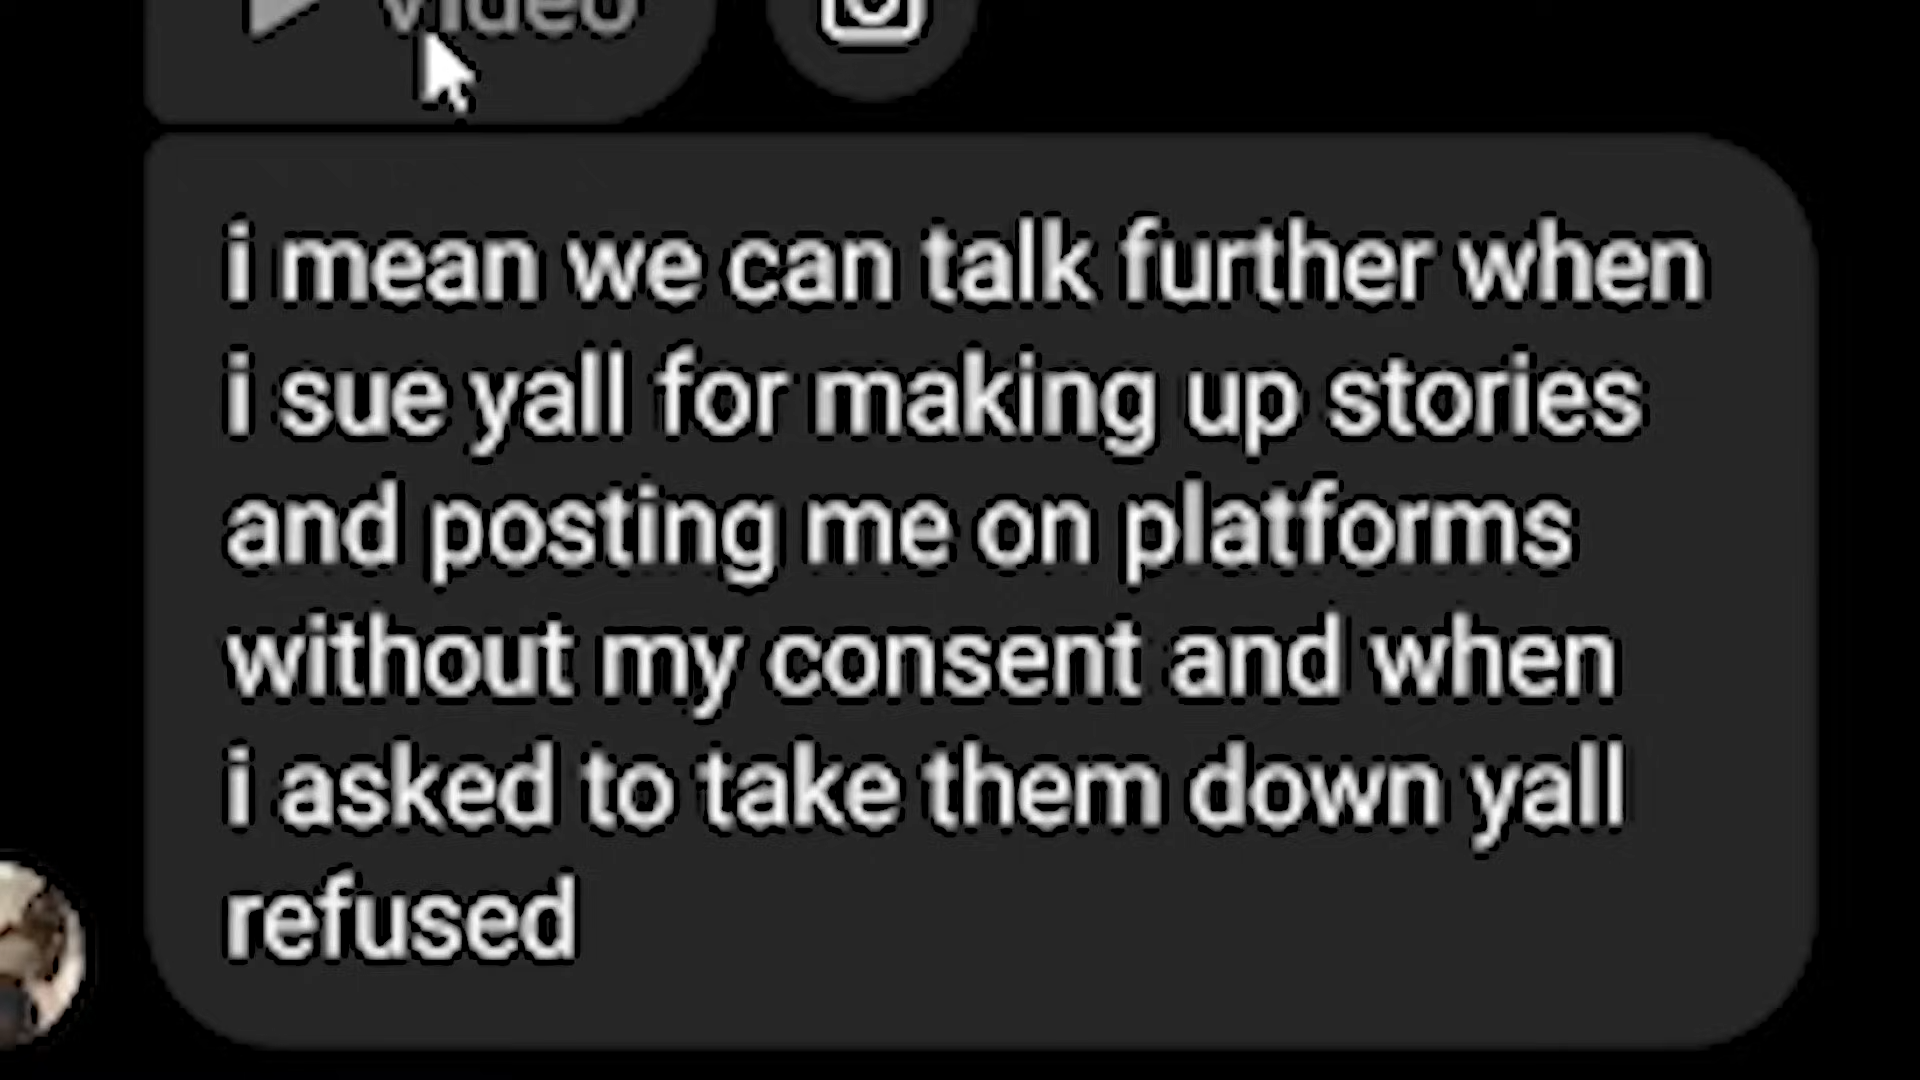 video
i mean we can talk further when
i sue yall for making up stories
and posting me on platforms
without my consent and when
i asked to take them down yall
refused